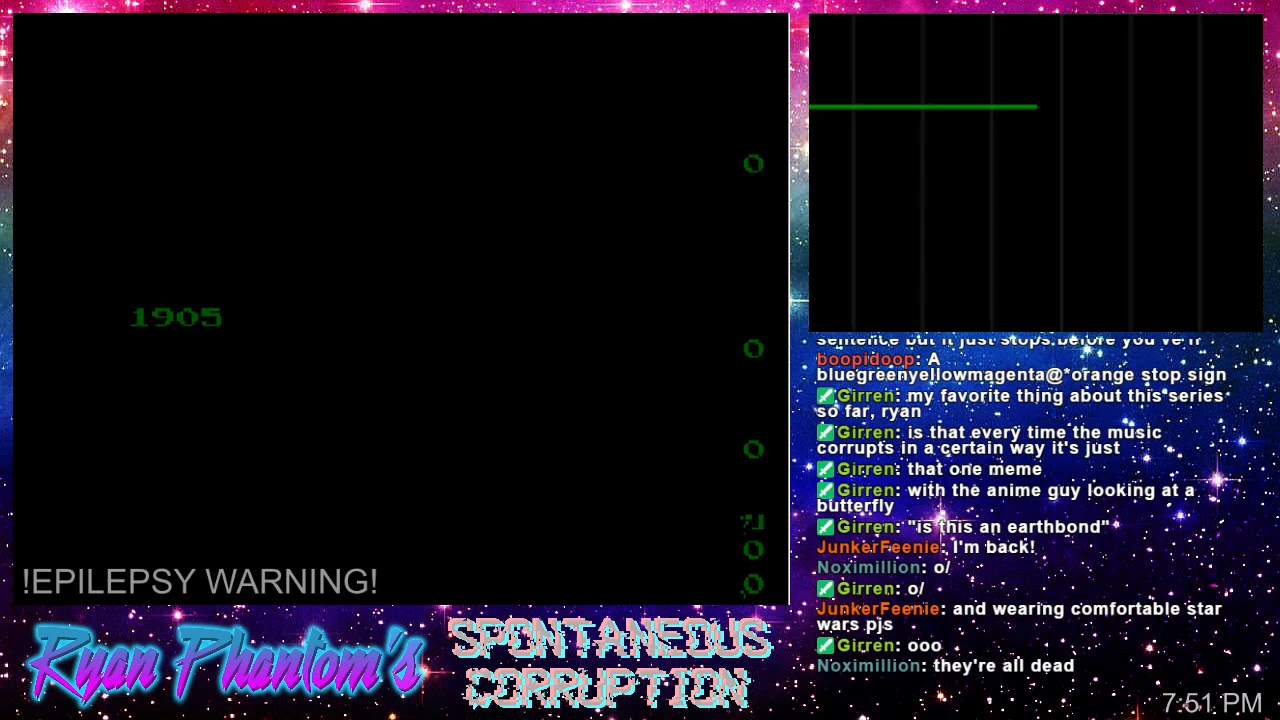 0
1905
0
0
0
0
!EPILEPSY WARNING!
Ryan Phantom's
SPONTANEOUS
CORRUPTION
boopidoop: A
bluegreenyellowmagenta@*orange stop sign
Girren: my favorite thing about this series
so far, ryan
Girren: is that every time the music
corrupts in a certain way it's just
Girren: that one meme
Girren: with the anime guy looking at a
butterfly
Girren: "is this an earthbond"
JunkerFeenie: I'm back!
Noximillion: o/
Girren: o/
JunkerFeenie: and wearing comfortable star
wars pjs
Girren: ooo
Noximillion: they're all dead
7:51 PM